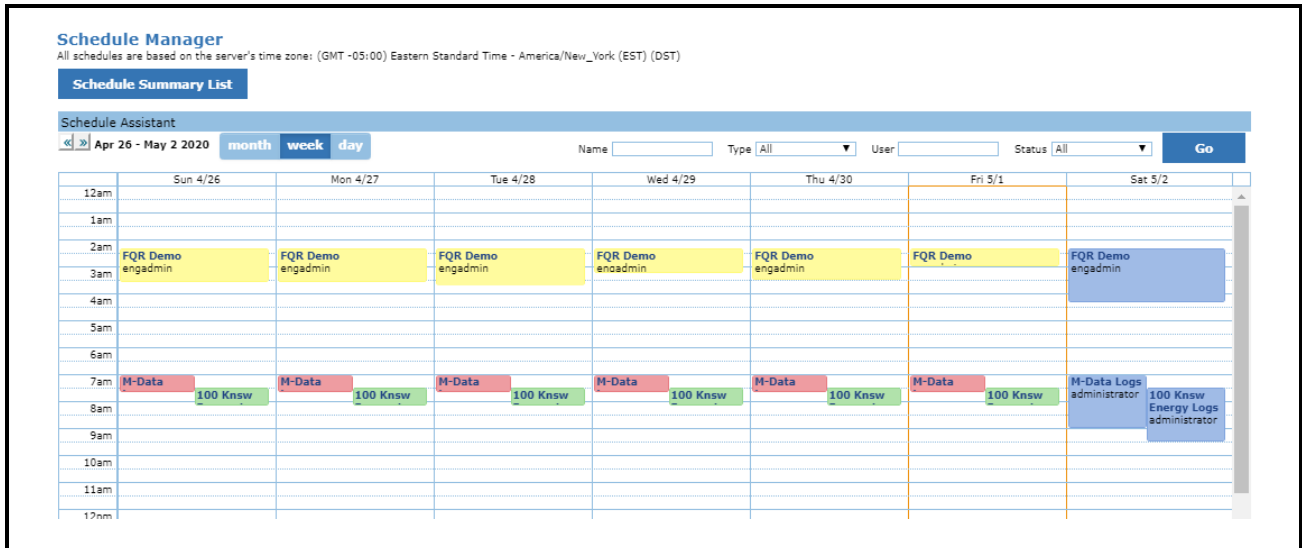 Schedule Manager
All schedules are based on the server's time zone: (GMT -05:00) Eastern Standard Time - America/New_York (EST) (DST)
Schedule Summary List
Schedule Assistant
« » Apr 26 - May 2 2020 month week day Name Type All User Status All Go
Sun 4/26 Mon 4/27 Tue 4/28 Wed 4/29 Thu 4/30 Fri 5/1 Sat 5/2
12am
1am
2am
FQR Demo FQR Demo FQR Demo FQR Demo FQR Demo FQR Demo FQR Demo
engadmin engadmin engadmin engadmin engadmin engadmin
3am
4am
5am
6am
7am M-Data M-Data M-Data M-Data M-Data M-Data M-Data Logs
100 Knsw 100 Knsw 100 Knsw 100 Knsw 100 Knsw 100 Knsw administrator 100 Knsw
8am Energy Logs
administrator
9am
10am
11am
12pm